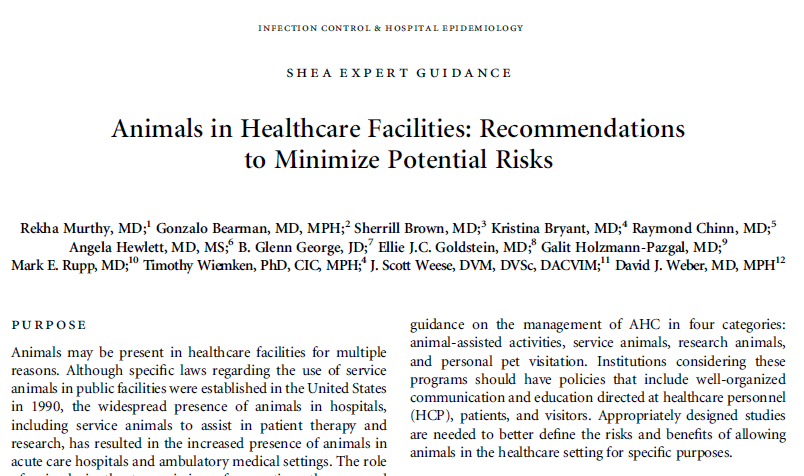 INFECTION CONTROL & HOSPITAL EPIDEMIOLOGY
SHEA EXPERT GUIDANCE
Animals in Healthcare Facilities: Recommendations
to Minimize Potential Risks
Rekha Murthy, MD;1 Gonzalo Bearman, MD, MPH;2 Sherrill Brown, MD;3 Kristina Bryant, MD;4 Raymond Chinn, MD;5
Angela Hewlett, MD, MS;6 B. Glenn George, JD;7 Ellie J.C. Goldstein, MD;8 Galit Holzmann-Pazgal, MD;9
Mark E. Rupp, MD;10 Timothy Wiemken, PhD, CIC, MPH;4 J. Scott Weese, DVM, DVSc, DACVIM;11 David J. Weber, MD, MPH12
PURPOSE
Animals may be present in healthcare facilities for multiple
reasons. Although specific laws regarding the use of service
animals in public facilities were established in the United States
in 1990, the widespread presence of animals in hospitals,
including service animals to assist in patient therapy and
research, has resulted in the increased presence of animals in
acute care hospitals and ambulatory medical settings. The role
guidance on the management of AHC in four categories:
animal-assisted activities, service animals, research animals,
and personal pet visitation. Institutions considering these
programs should have policies that include well-organized
communication and education directed at healthcare personnel
(HCP), patients, and visitors. Appropriately designed studies
are needed to better define the risks and benefits of allowing
animals in the healthcare setting for specific purposes.